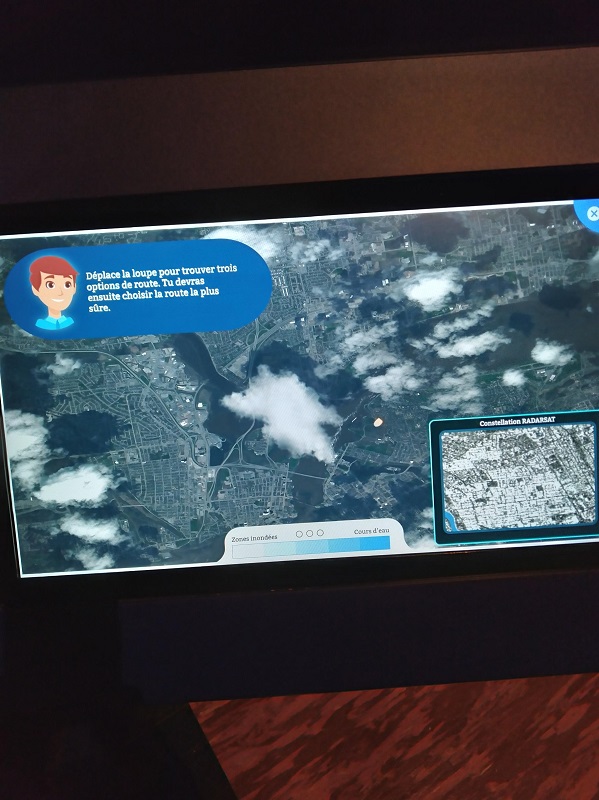 Déplace la loupe pour trouver trois
options de route. Tu devras
ensuite choisir la route la plus
sûre.
Constellation RADARSAT
Zones inondées
Cours d'eau